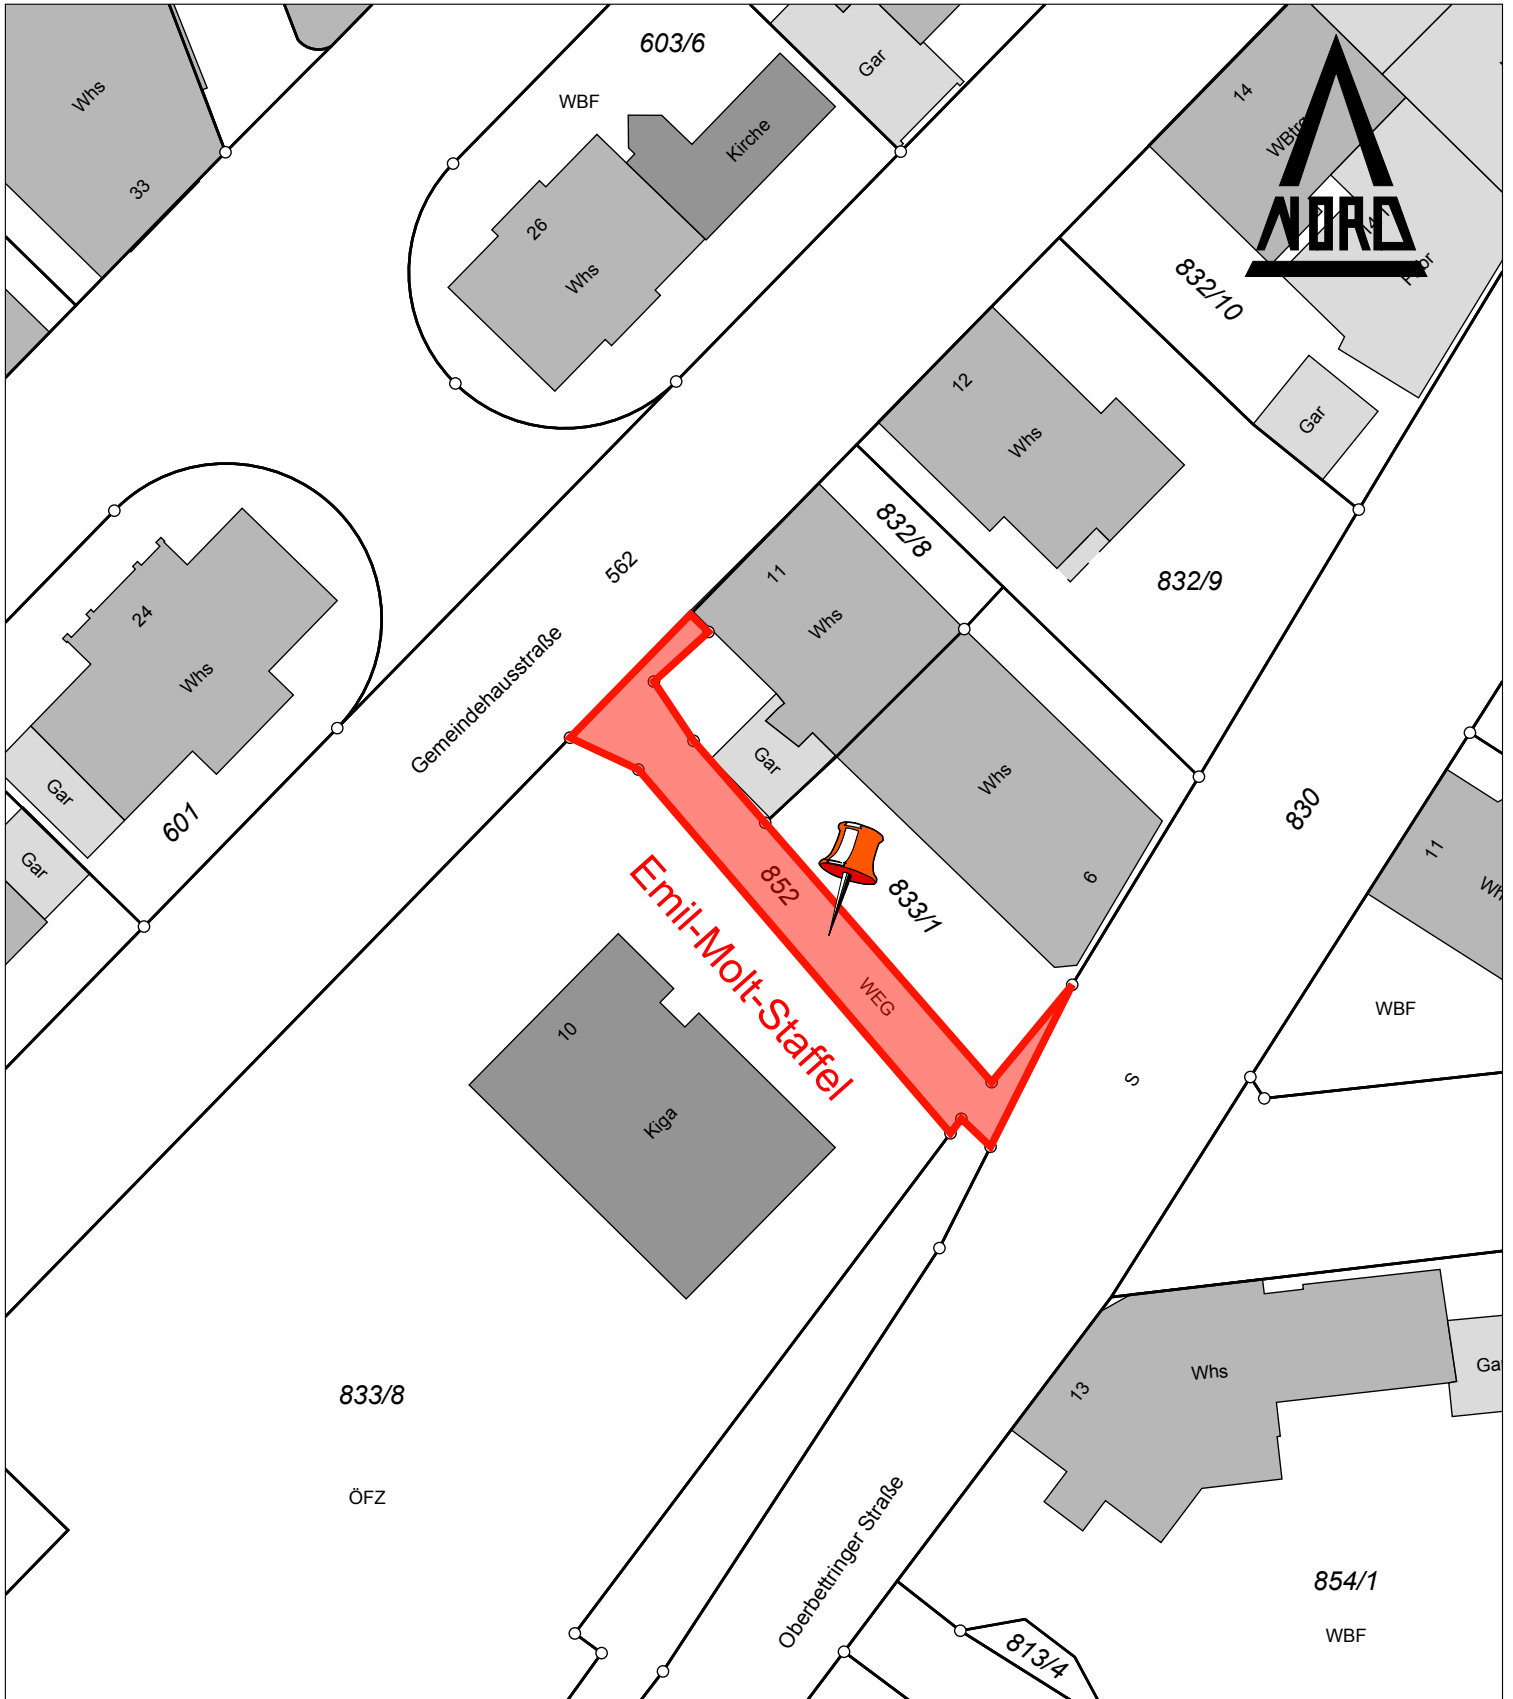 603/6
WBF
Gar
Kirche
Whs
33
26
Whs
14
NORD
832/10
Gar
12
Whs
832/8
832/9
562
11
Whs
24
Whs
Gemeindehausstraße
Gar
Gar
601
Gar
Whs
830
11
6
852
833/1
Emil-Molt-Staffel
WEG
10
Kiga
WBF
S
833/8
ÖFZ
13
Whs
Oberbettringer Straße
854/1
WBF
813/4